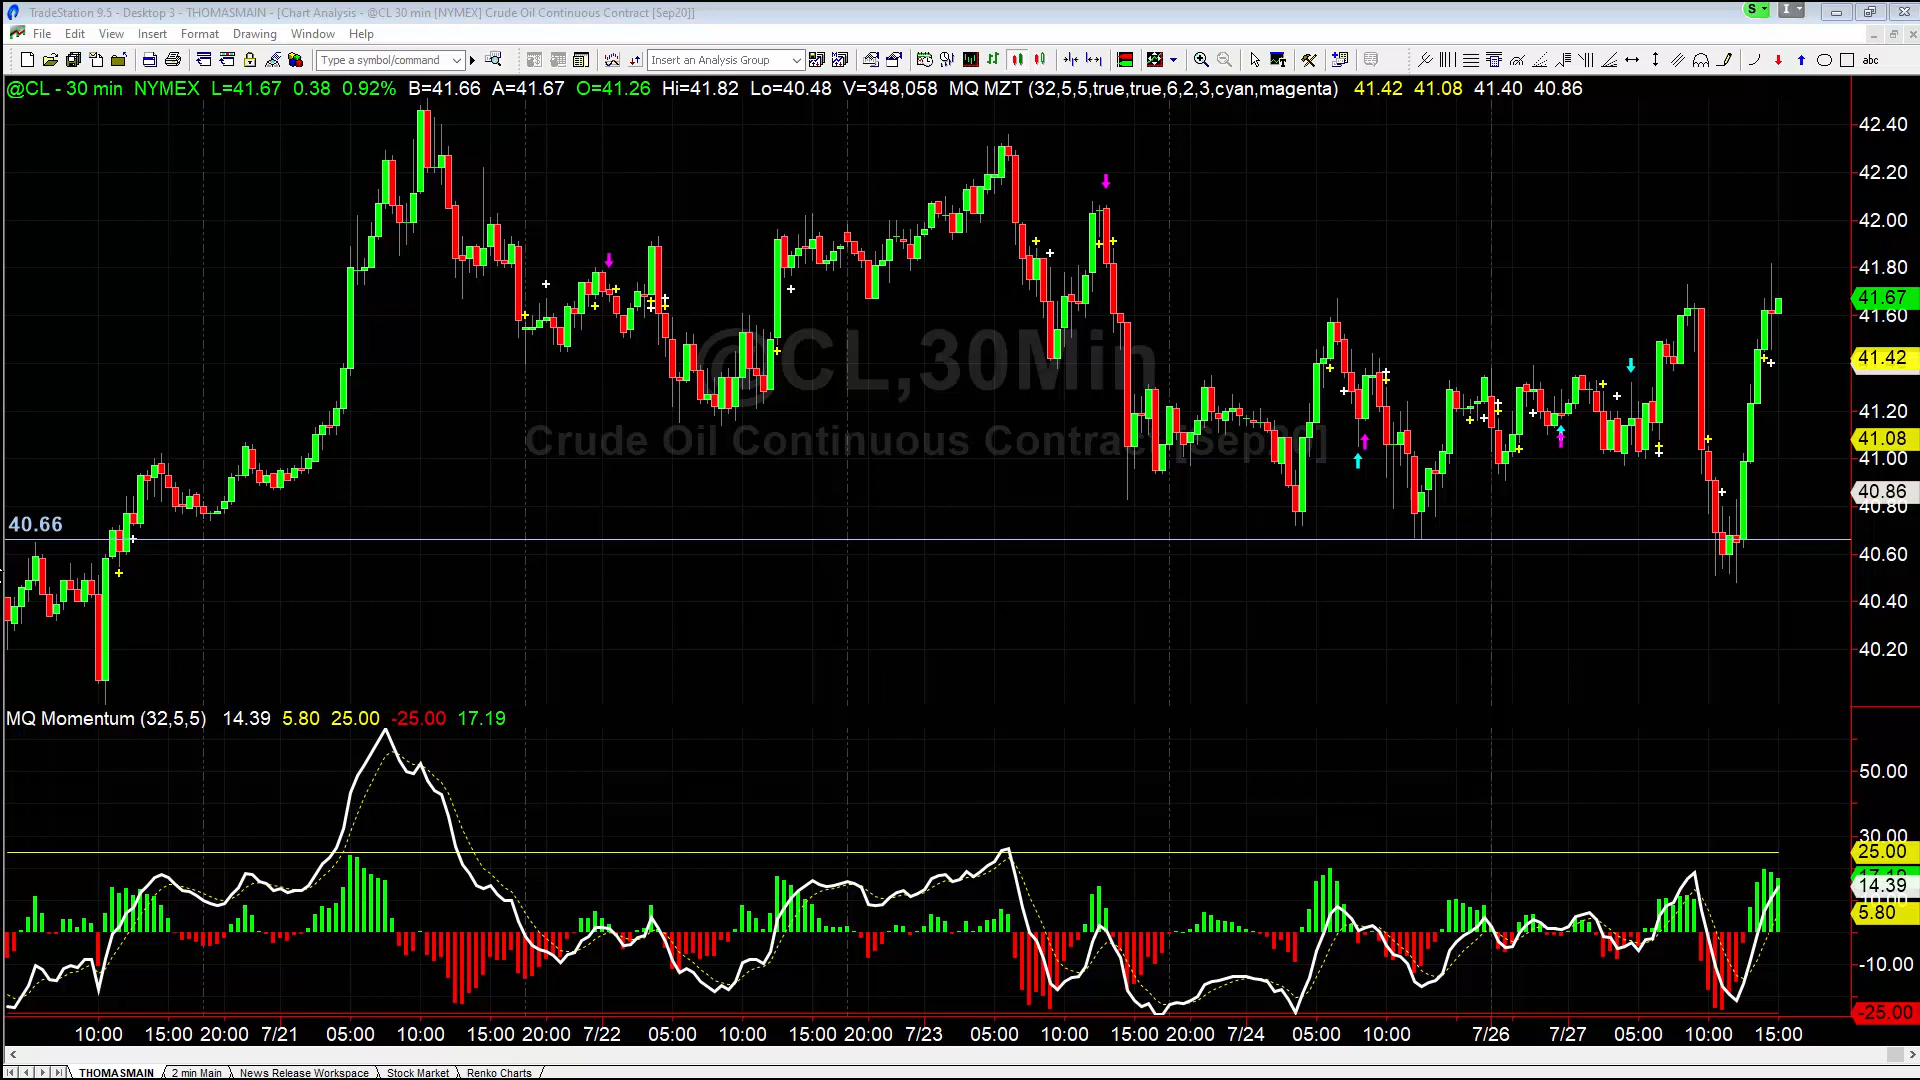 TradeStation 9.5 - Desktop 3 - THOMASMAIN - [Chart Analysis - @CL 30 min [NYMEX] Crude Oil Continuous Contract [Sep20]]
S I
File Edit View Insert Format Drawing Window Help
Type a symbol/command Insert an Analysis Group abc
@CL - 30 min NYMEX L=41.67 0.38 0.92% B=41.66 A=41.67 O=41.26 Hi=41.82 Lo=40.48 V=348,058 MQ MZT (32,5,5,true,true,6,2,3,cyan,magenta) 41.42 41.08 41.40 40.86
42.40
42.20
42.00
41.80
41.67
41.60
@CL,30Min
41.42
41.20
Crude Oil Continuous Contract [Sep20]
41.08
41.00
40.86
40.80
40.66
40.60
40.40
40.20
MQ Momentum (32,5,5) 14.39 5.80 25.00 -25.00 17.19
50.00
30.00
25.00
17.19
14.39
10.00
5.80
-10.00
-25.00
10:00 15:00 20:00 7/21 05:00 10:00 15:00 20:00 7/22 05:00 10:00 15:00 20:00 7/23 05:00 10:00 15:00 20:00 7/24 05:00 10:00 7/26 7/27 05:00 10:00 15:00
THOMASMAIN 2 min Main News Release Workspace Stock Market Renko Charts